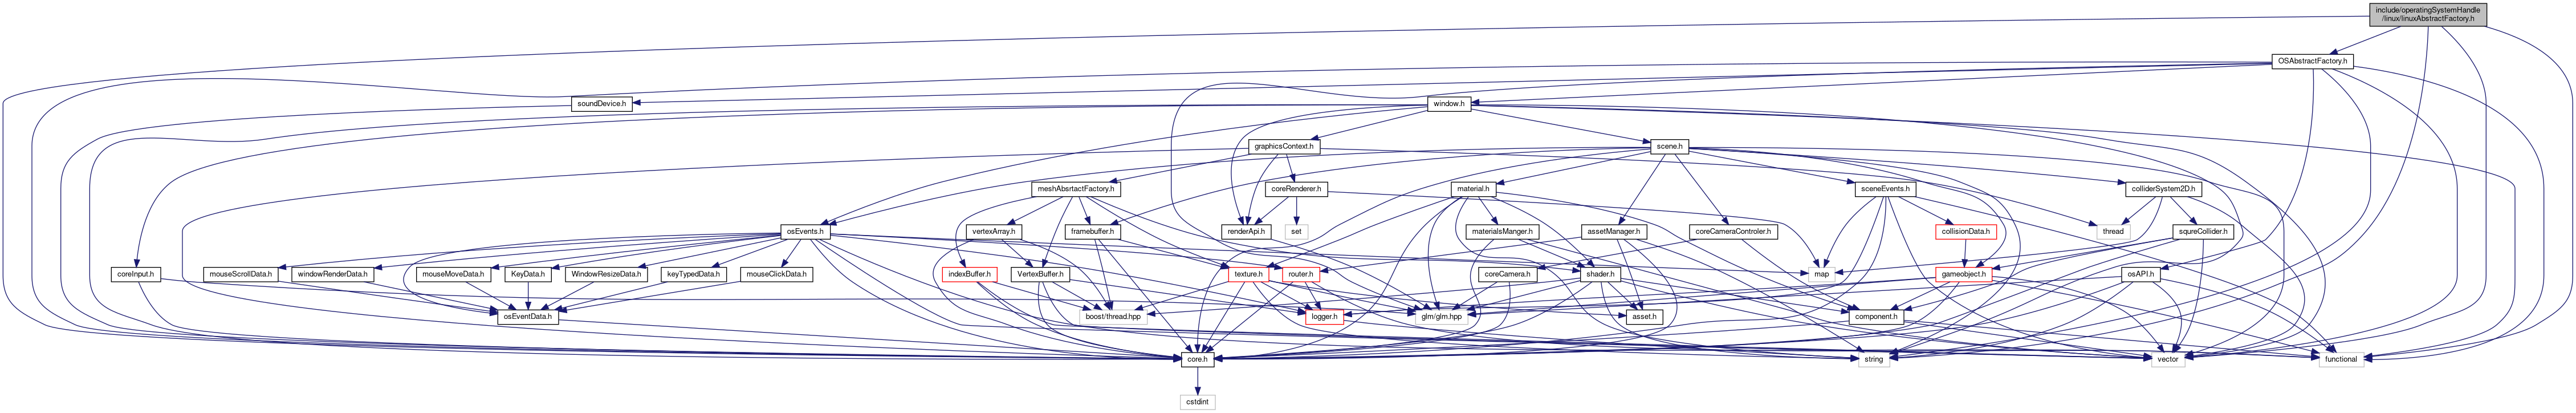 include/operatingSystemHandle
/linux/linuxAbstractFactory.h
OSAbstractFactory.h
soundDevice.h
window.h
graphicsContext.h
scene.h
meshAbsrtactFactory.h
coreRenderer.h
material.h
sceneEvents.h
colliderSystem2D.h
osEvents.h
vertexArray.h
framebuffer.h
renderApi.h
set
materialsManger.h
assetManager.h
coreCameraControler.h
collisionData.h
thread
squreCollider.h
coreInput.h
mouseScrollData.h
windowRenderData.h
mouseMoveData.h
KeyData.h
WindowResizeData.h
keyTypedData.h
mouseClickData.h
indexBuffer.h
VertexBuffer.h
texture.h
router.h
coreCamera.h
shader.h
map
gameobject.h
osAPI.h
osEventData.h
boost/thread.hpp
logger.h
glm/glm.hpp
asset.h
component.h
core.h
string
vector
functional
cstdint